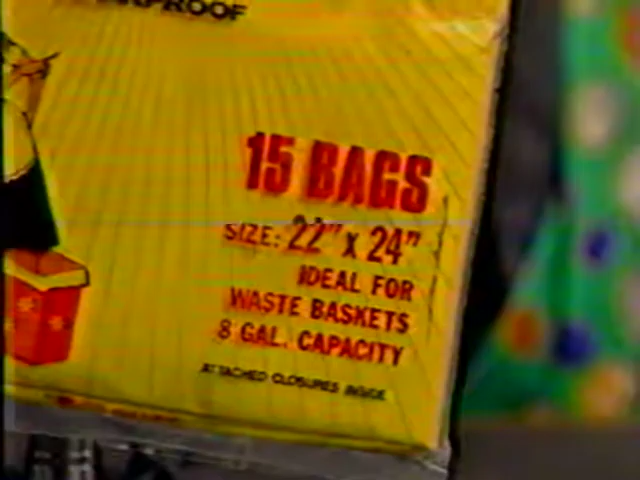 15 BAGS
SIZE: 22" x 24"
IDEAL FOR
WASTE BASKETS
8 GAL. CAPACITY
ATTACHED CLOSURES INSIDE